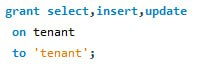 grant select,insert,update
on tenant
to 'tenant';